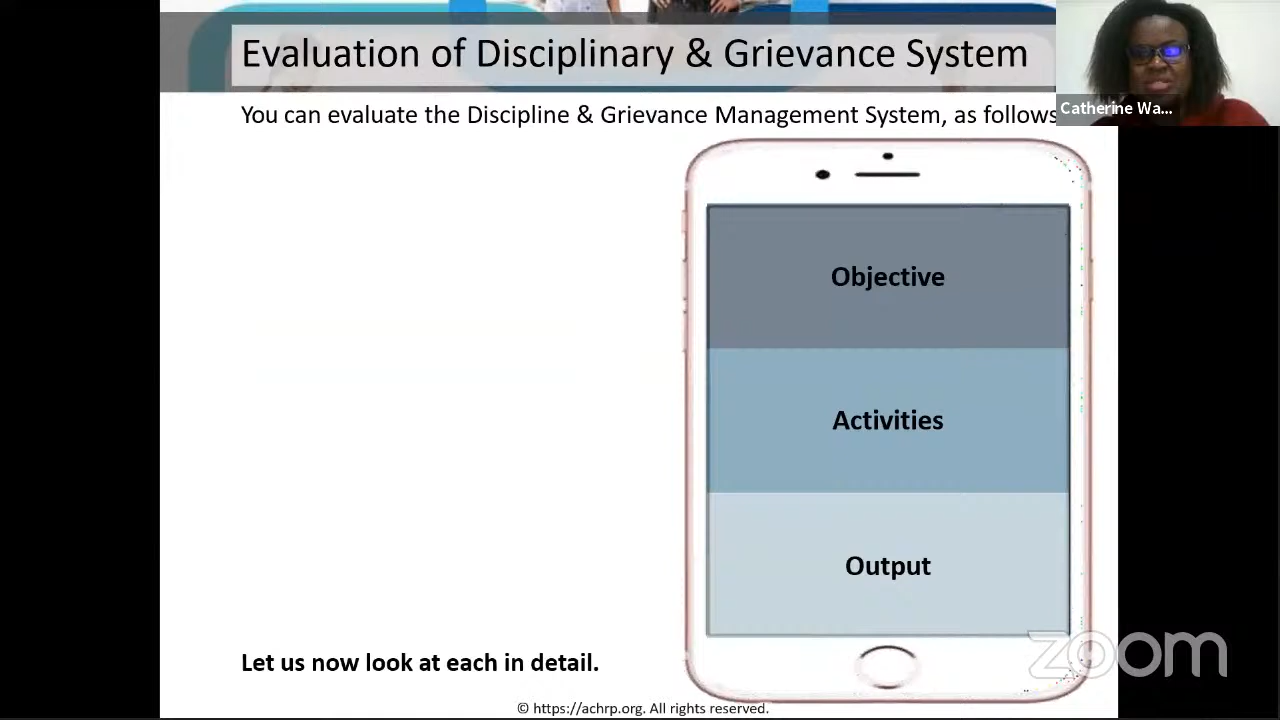 Evaluation of Disciplinary & Grievance System
Catherine Wa...
You can evaluate the Discipline & Grievance Management System, as follows
Objective
Activities
Output
Let us now look at each in detail.
zoom
© https://achrp.org. All rights reserved.